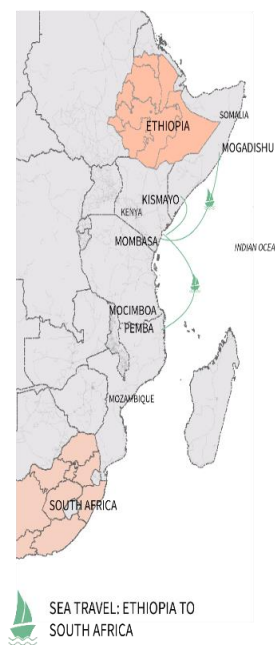 ETHIOPIA
SOMALIA
MOGADISHU
KISMAYO
KENYA
MOMBASA
INDIAN OCEA
MOCIMBOA
PEMBA
MOZAMBIQUE
SOUTH AFRICA
SEA TRAVEL: ETHIOPIA TO
SOUTH AFRICA